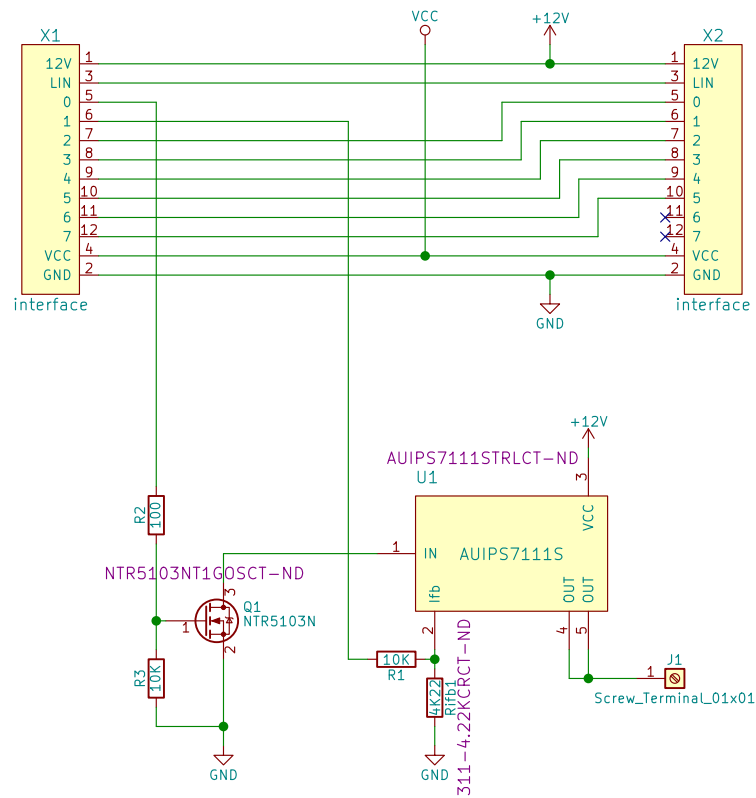 VCC
+12V
X1
X2
12V 1
1 12V
LIN 3
3 LIN
0 5
5 0
1 6
6 1
2 7
7 2
3 8
8 3
4 9
9 4
5 10
10 5
6 11
11 6
7 12
12 7
VCC 4
4 VCC
GND 2
2 GND
interface
interface
GND
+12V
AUIPS7111STRLCT-ND
U1
3
VCC
R2
100
1
IN
AUIPS7111S
NTR5103NT1GOSCT-ND
3
Ifb
OUT
OUT
Q1
NTR5103N
1
2
2
4
5
R3
10K
10K
R1
1
J1
Screw_Terminal_01x01
4K22
Rifb1
311-4.22KCRCT-ND
GND
GND